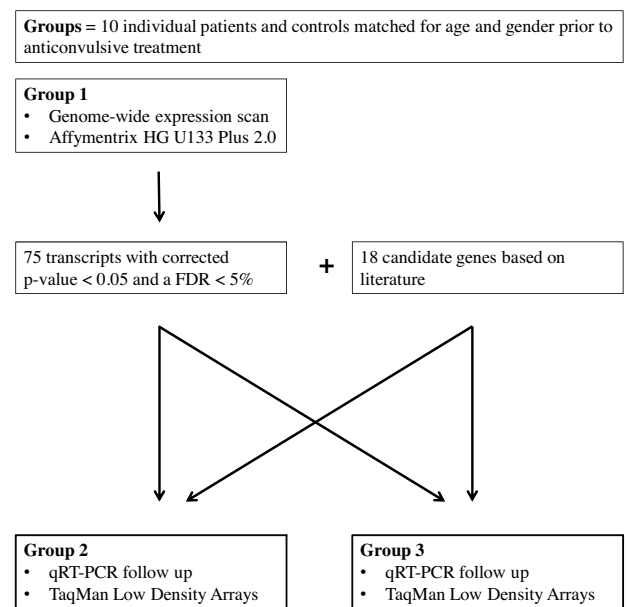 Groups = 10 individual patients and controls matched for age and gender prior to
anticonvulsive treatment
Group 1
• Genome-wide expression scan
• Affymentrix HG U133 Plus 2.0
75 transcripts with corrected
p-value < 0.05 and a FDR < 5%
+
18 candidate genes based on
literature
Group 2
• qRT-PCR follow up
• TaqMan Low Density Arrays
Group 3
• qRT-PCR follow up
• TaqMan Low Density Arrays